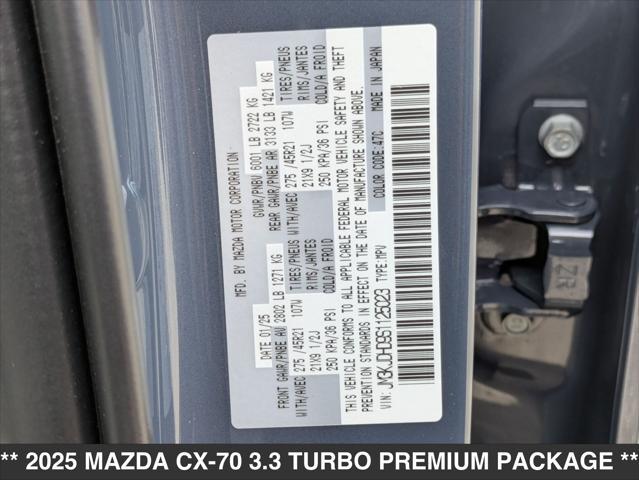 MFD. BY MAZDA MOTOR CORPORATION
DATE 01/25 GVWR/PNBV 6001 LB 2722 KG
FRONT GAWR/PNBE AV 2802 LB 1271 KG REAR GAWR/PNBE AR 3133 LB 1421 KG
WITH/AVEC 275 /45R21 107W TIRES/PNEUS WITH/AVEC 275 /45R21 107W TIRES/PNEUS
21X9 1/2J RIMS/JANTES 21X9 1/2J RIMS/JANTES
250 KPA/36 PSI COLD/A FROID 250 KPA/36 PSI COLD/A FROID
THIS VEHICLE CONFORMS TO ALL APPLICABLE FEDERAL MOTOR VEHICLE SAFETY AND THEFT
PREVENTION STANDARDS IN EFFECT ON THE DATE OF MANUFACTURE SHOWN ABOVE.
VIN: JM3KJDHD9S1125023 TYPE:MPV COLOR CODE:47C MADE IN JAPAN
** 2025 MAZDA CX-70 3.3 TURBO PREMIUM PACKAGE **